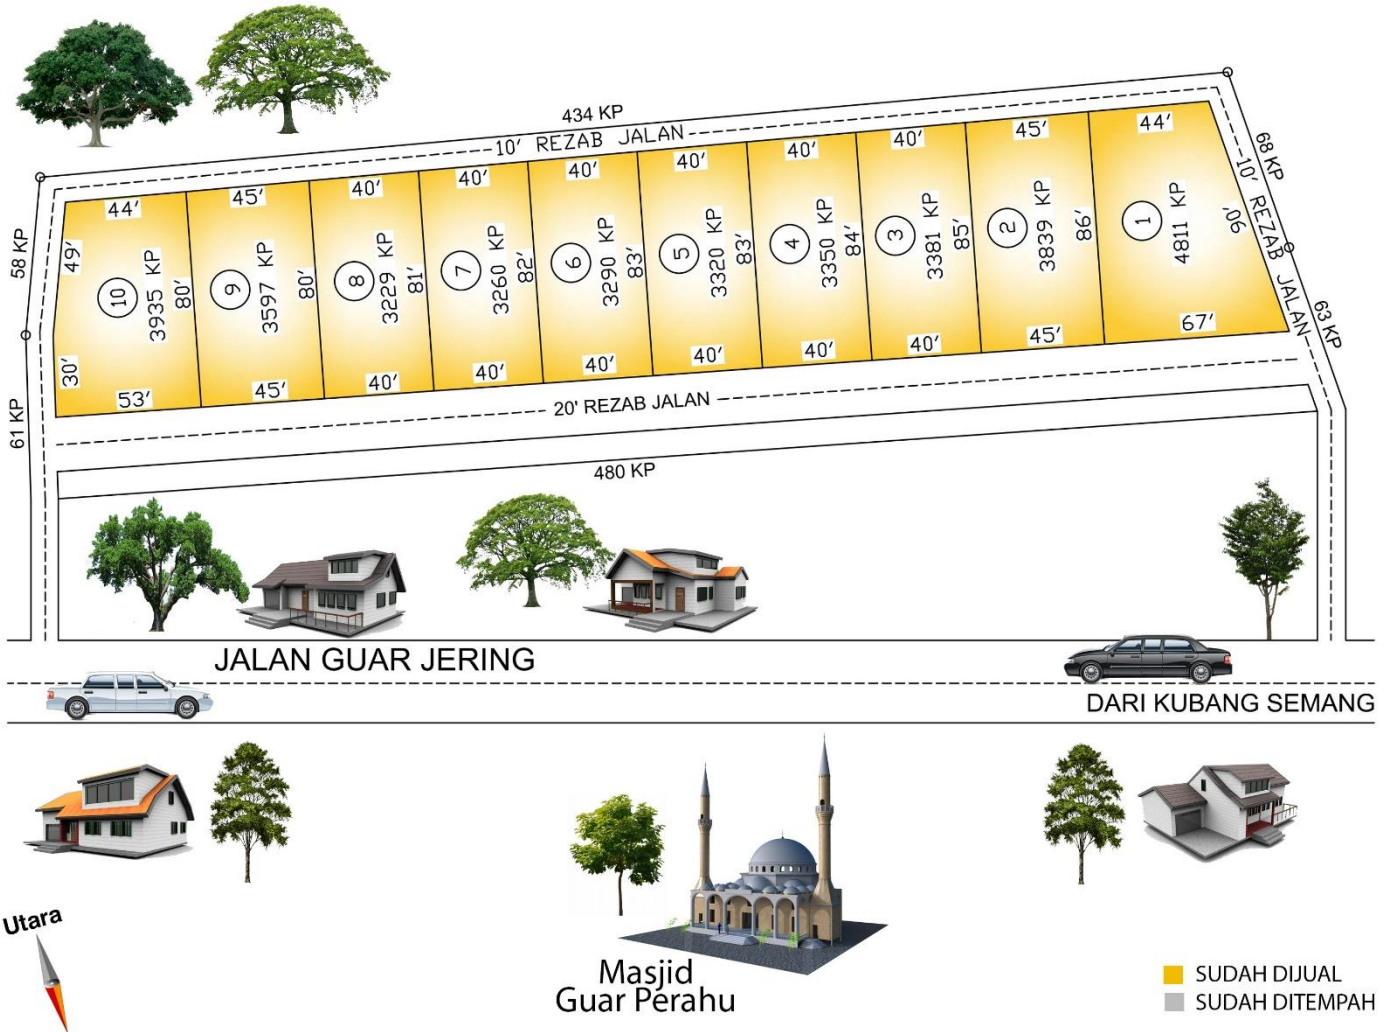 434 KP
10' REZAB JALAN
68 KP
10' REZAB JALAN
63 KP
58 KP
61 KP
44'
45'
40'
40'
40'
40'
40'
40'
45'
44'
49'
30'
10
3935 KP
80'
9
3597 KP
80'
8
3229 KP
81'
7
3260 KP
82'
6
3290 KP
83'
5
3320 KP
83'
4
3350 KP
84'
3
3381 KP
85'
2
3839 KP
86'
1
4811 KP
90'
53'
45'
40'
40'
40'
40'
40'
40'
45'
67'
20' REZAB JALAN
480 KP
JALAN GUAR JERING
DARI KUBANG SEMANG
Utara
Masjid
Guar Perahu
SUDAH DIJUAL
SUDAH DITEMPAH